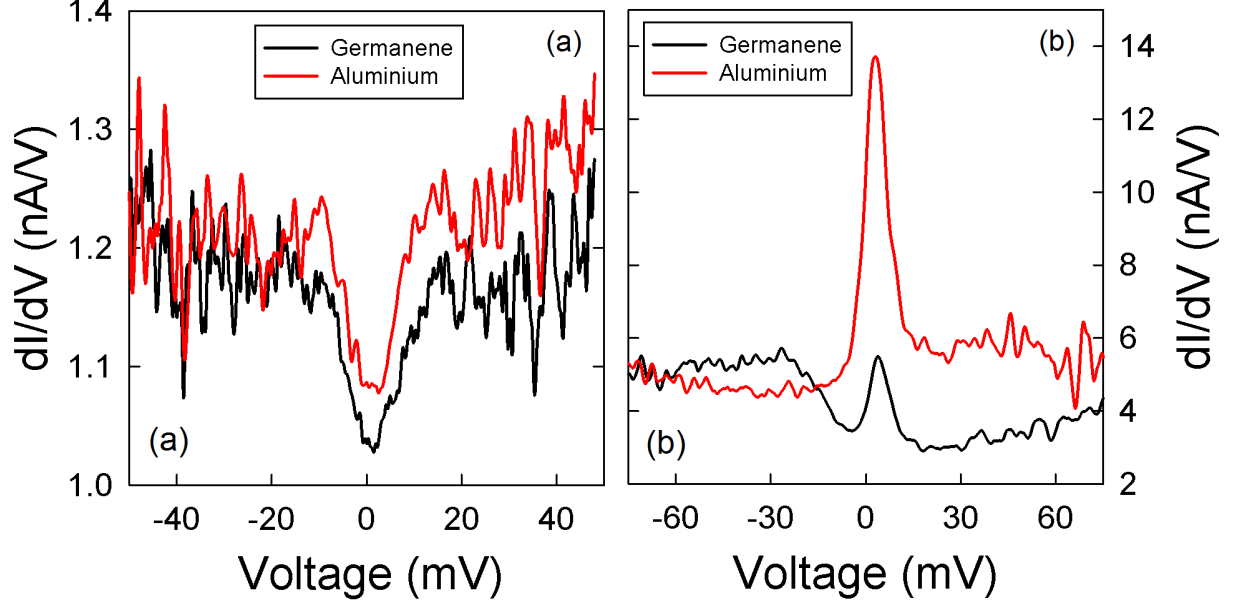 1.4
1.3
1.2
1.1
1.0
dI/dV (nA/V)
Germanene
Aluminium
(a)
(a)
-40
-20
0
20
40
Voltage (mV)
Germanene
Aluminium
(b)
(b)
14
12
10
8
6
4
2
dI/dV (nA/V)
-60
-30
0
30
60
Voltage (mV)